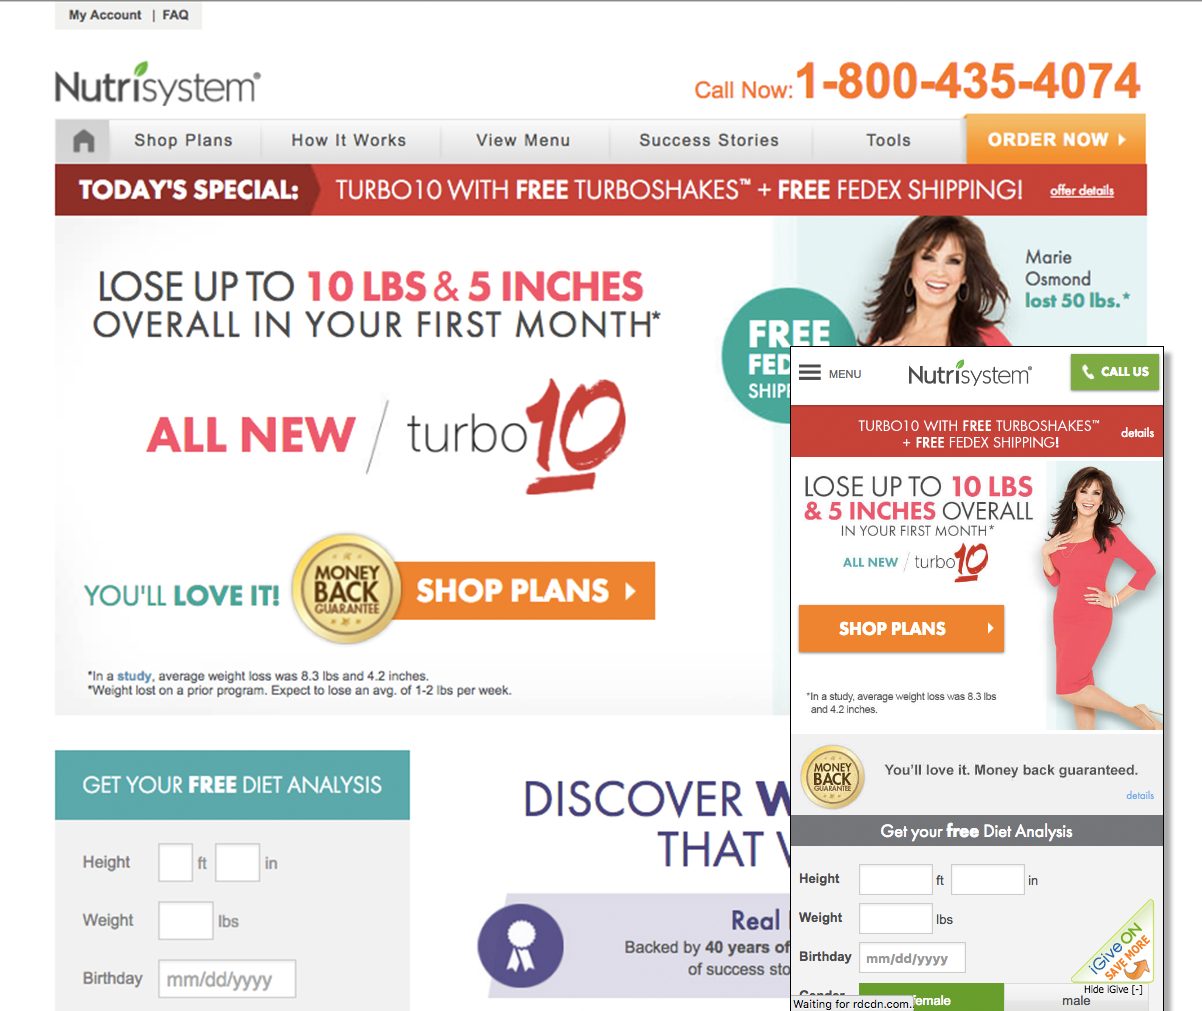 My Account | FAQ
Nutrisystem®
Call Now: 1-800-435-4074
Shop Plans How It Works View Menu Success Stories Tools ORDER NOW
TODAY'S SPECIAL: TURBO10 WITH FREE TURBOSHAKES™ + FREE FEDEX SHIPPING! offer details
LOSE UP TO 10 LBS & 5 INCHES
OVERALL IN YOUR FIRST MONTH*
ALL NEW / turbo10
YOU'LL LOVE IT!
MONEY
BACK
GUARANTEE
SHOP PLANS
*In a study, average weight loss was 8.3 lbs and 4.2 inches.
*Weight lost on a prior program. Expect to lose an avg. of 1-2 lbs per week.
Marie
Osmond
lost 50 lbs.*
FREE
FED
SHIP
GET YOUR FREE DIET ANALYSIS
Height ft in
Weight lbs
Birthday mm/dd/yyyy
DISCOVER W
THAT
Real
Backed by 40 years of
of success sto
MENU
Nutrisystem®
CALL US
TURBO10 WITH FREE TURBOSHAKES™
+ FREE FEDEX SHIPPING!
details
LOSE UP TO 10 LBS
& 5 INCHES OVERALL
IN YOUR FIRST MONTH*
ALL NEW / turbo10
SHOP PLANS
*In a study, average weight loss was 8.3 lbs
and 4.2 inches.
MONEY
BACK
GUARANTEE
You'll love it. Money back guaranteed.
details
Get your free Diet Analysis
Height ft in
Weight lbs
Birthday mm/dd/yyyy
iGive ON
SAVE MORE
Hide iGive [-]
Gender female male
Waiting for rdcdn.com...